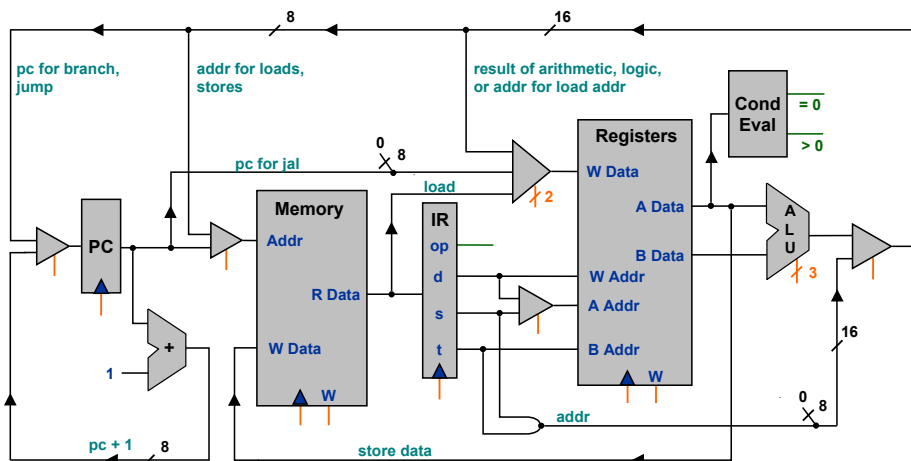 8
16
pc for branch,
jump
addr for loads,
stores
result of arithmetic, logic,
or addr for load addr
Cond
Eval
= 0
> 0
Registers
0
8
pc for jal
W Data
load
2
Memory
IR
A Data
A
L
U
PC
Addr
op
B Data
d
W Addr
3
R Data
s
A Addr
+
16
W Data
t
B Addr
1
W
W
addr
0
8
pc + 1
8
store data